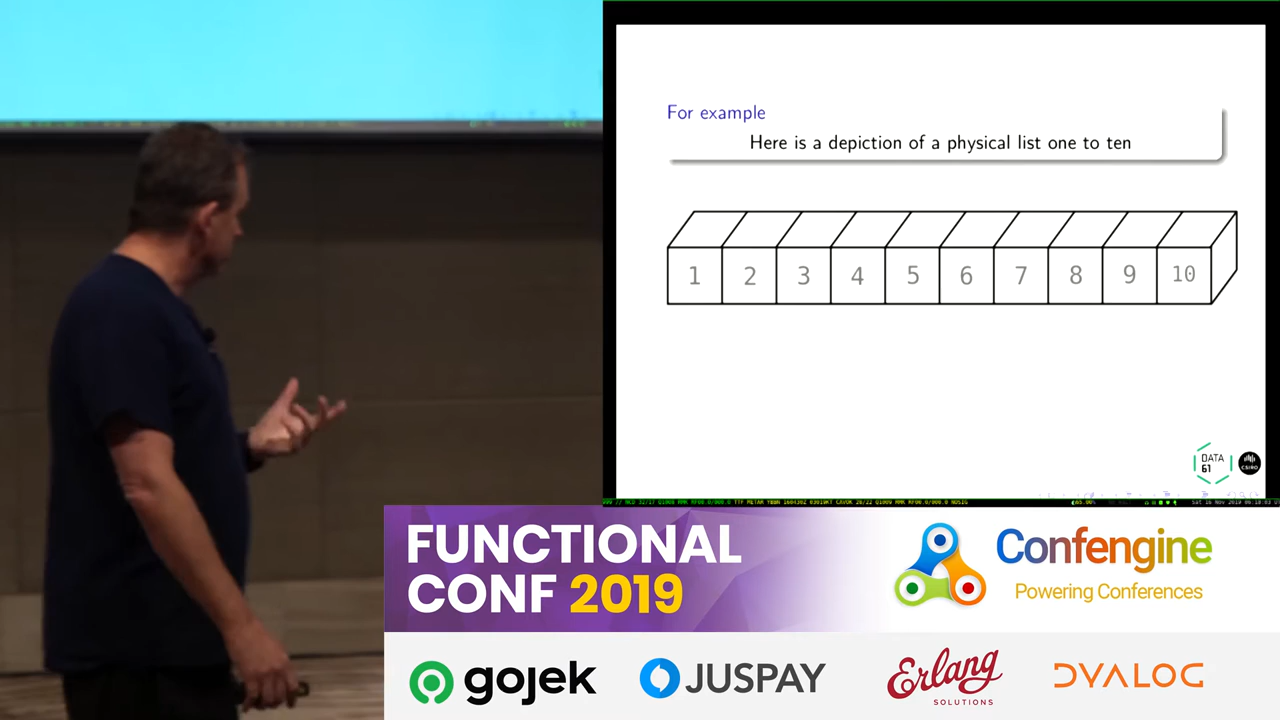 For example
Here is a depiction of a physical list one to ten
1 2 3 4 5 6 7 8 9 10
DATA
61
CSIRO
FUNCTIONAL
CONF 2019
Confengine
Powering Conferences
gojek
JUSPAY
Erlang
SOLUTIONS
DYALOG